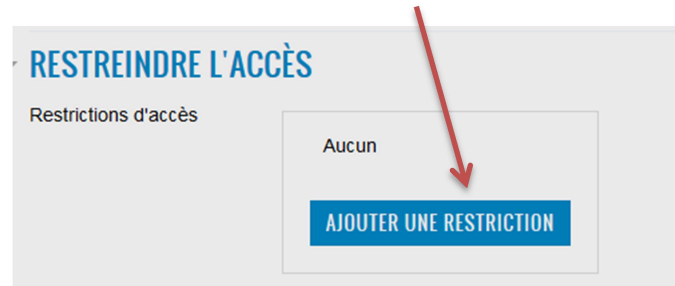 RESTREINDRE L'ACCÈS
Restrictions d'accès
Aucun
AJOUTER UNE RESTRICTION